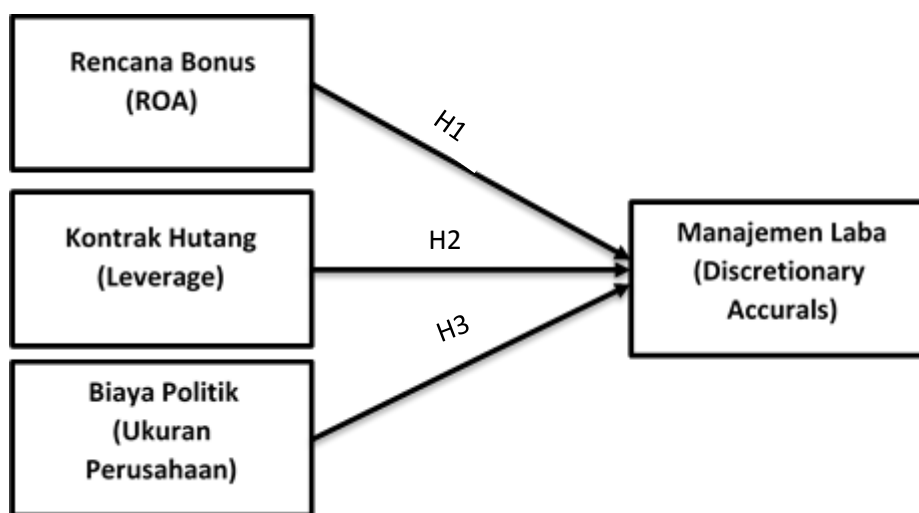 Rencana Bonus
(ROA)
H1
Kontrak Hutang
(Leverage)
H2
Manajemen Laba
(Discretionary
Accurals)
H3
Biaya Politik
(Ukuran
Perusahaan)